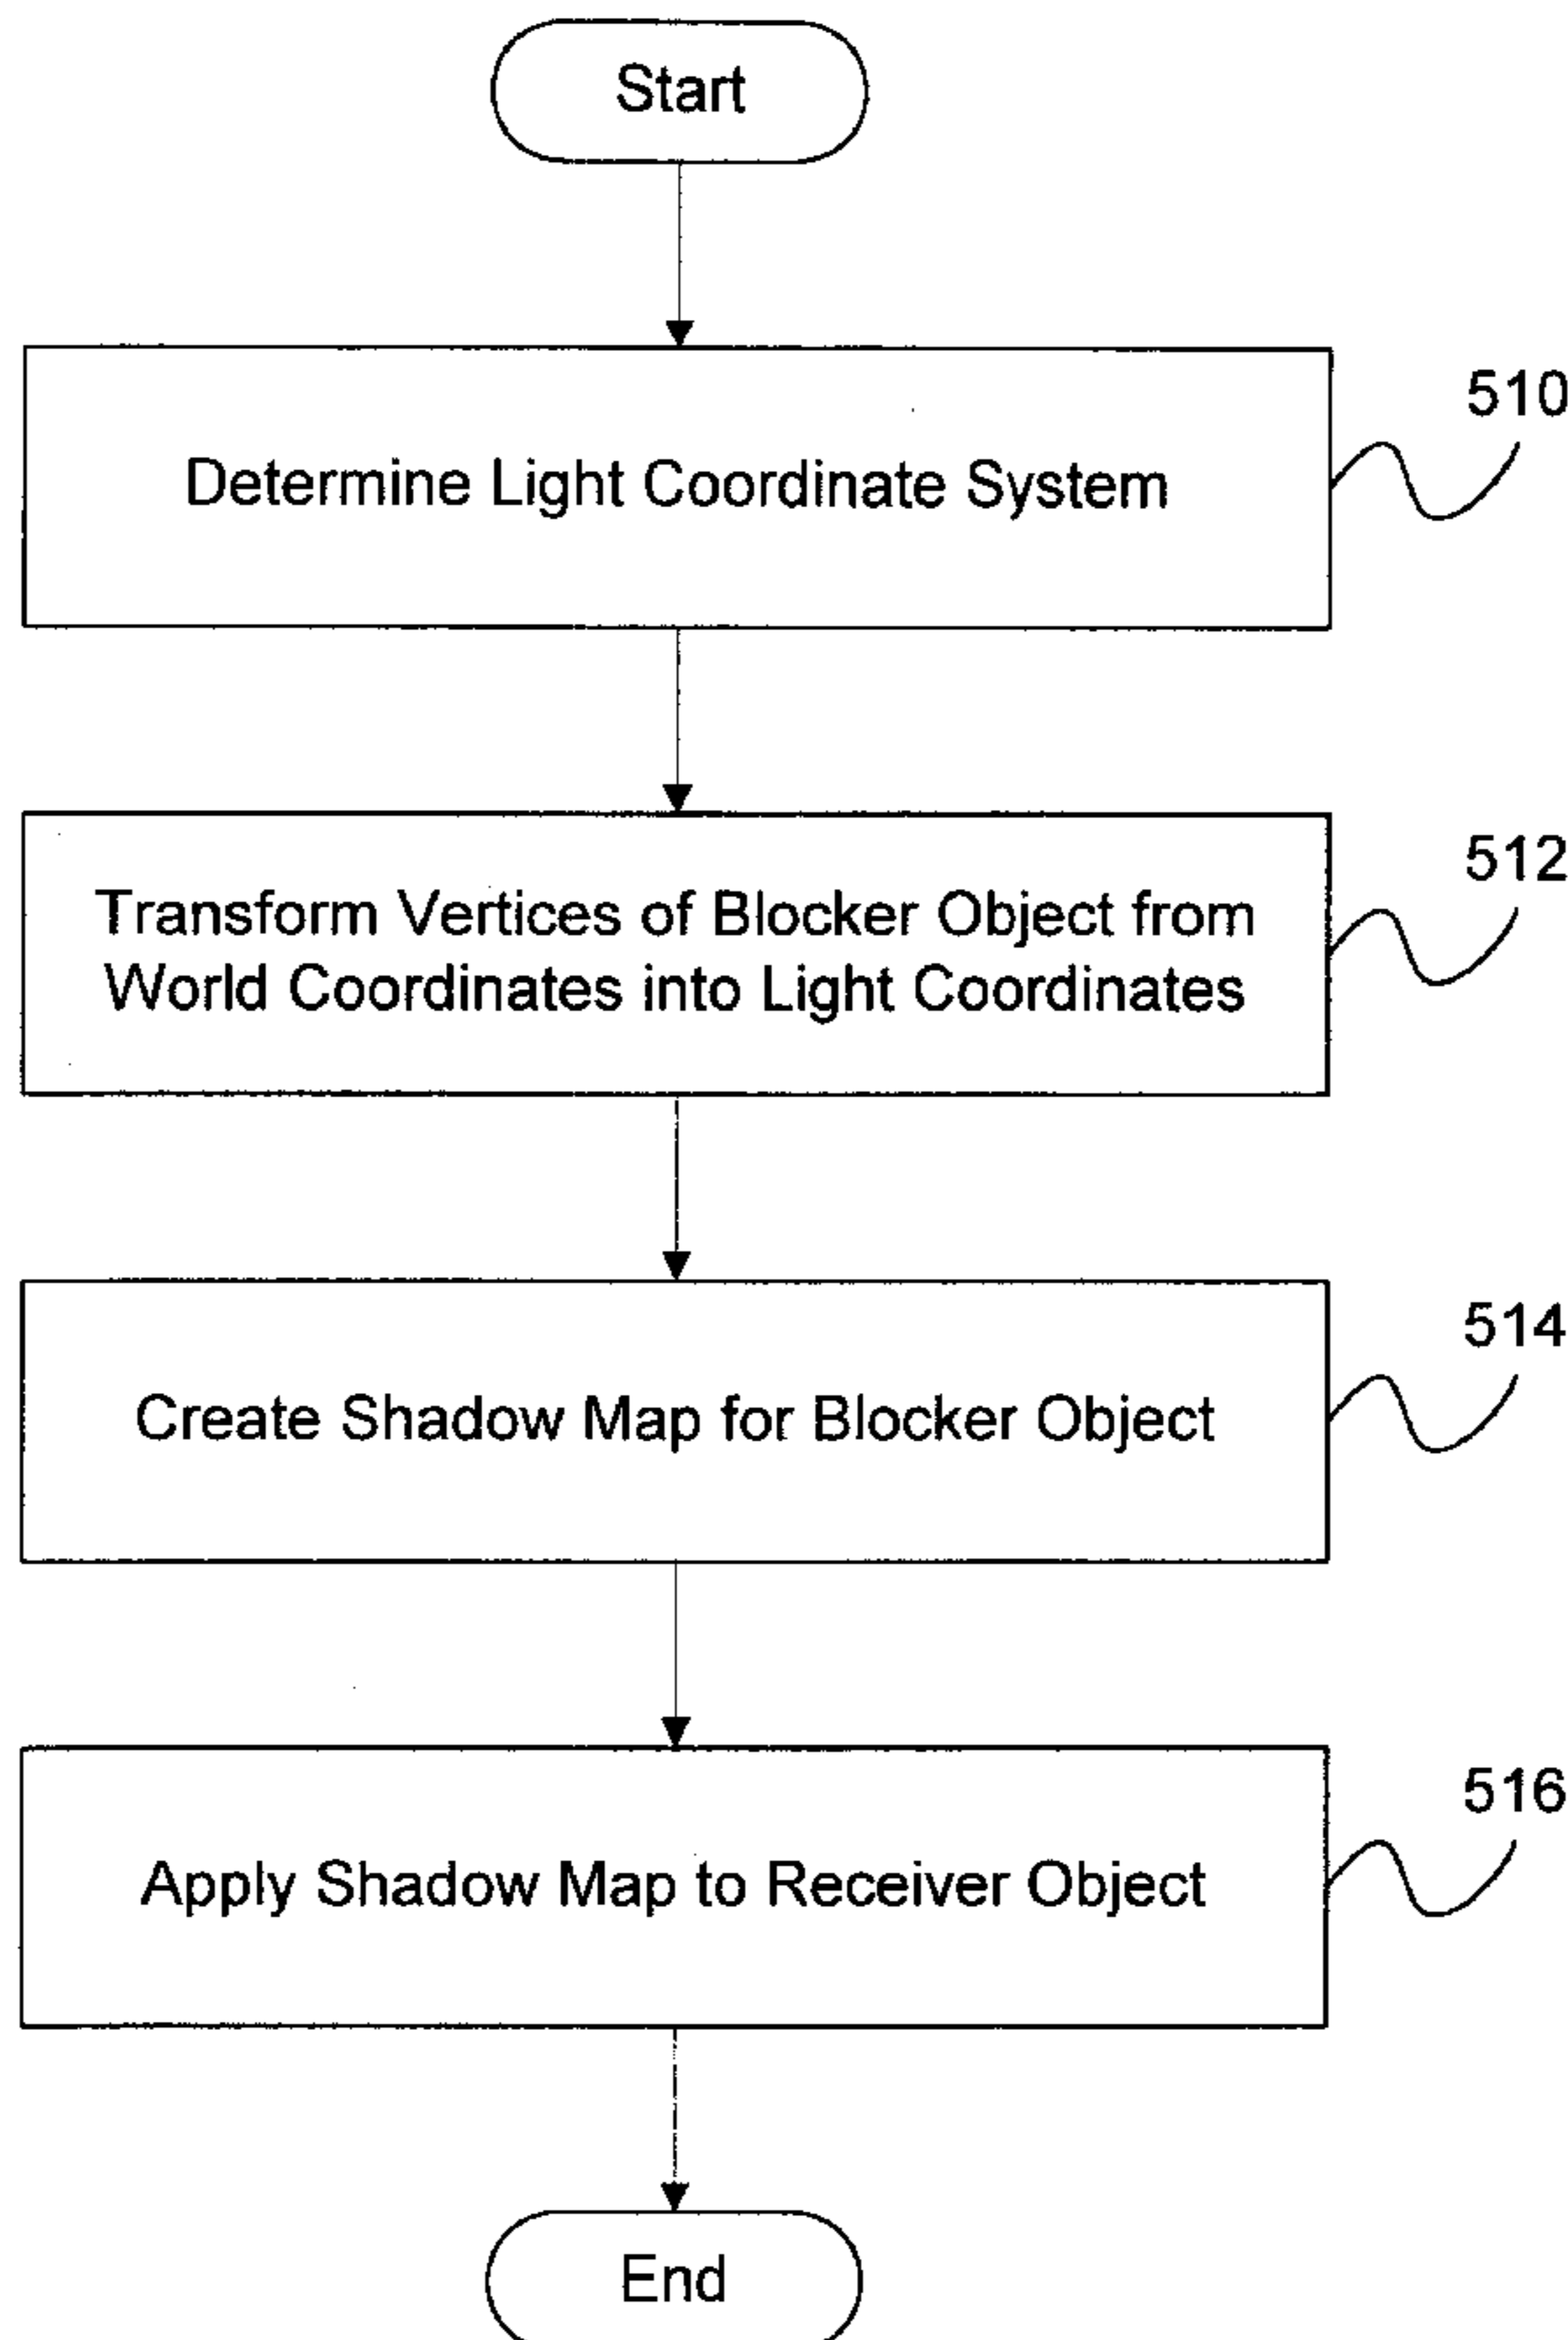 Start
510
Determine Light Coordinate System
512
Transform Vertices of Blocker Object from
World Coordinates into Light Coordinates
514
Create Shadow Map for Blocker Object
516
Apply Shadow Map to Receiver Object
End